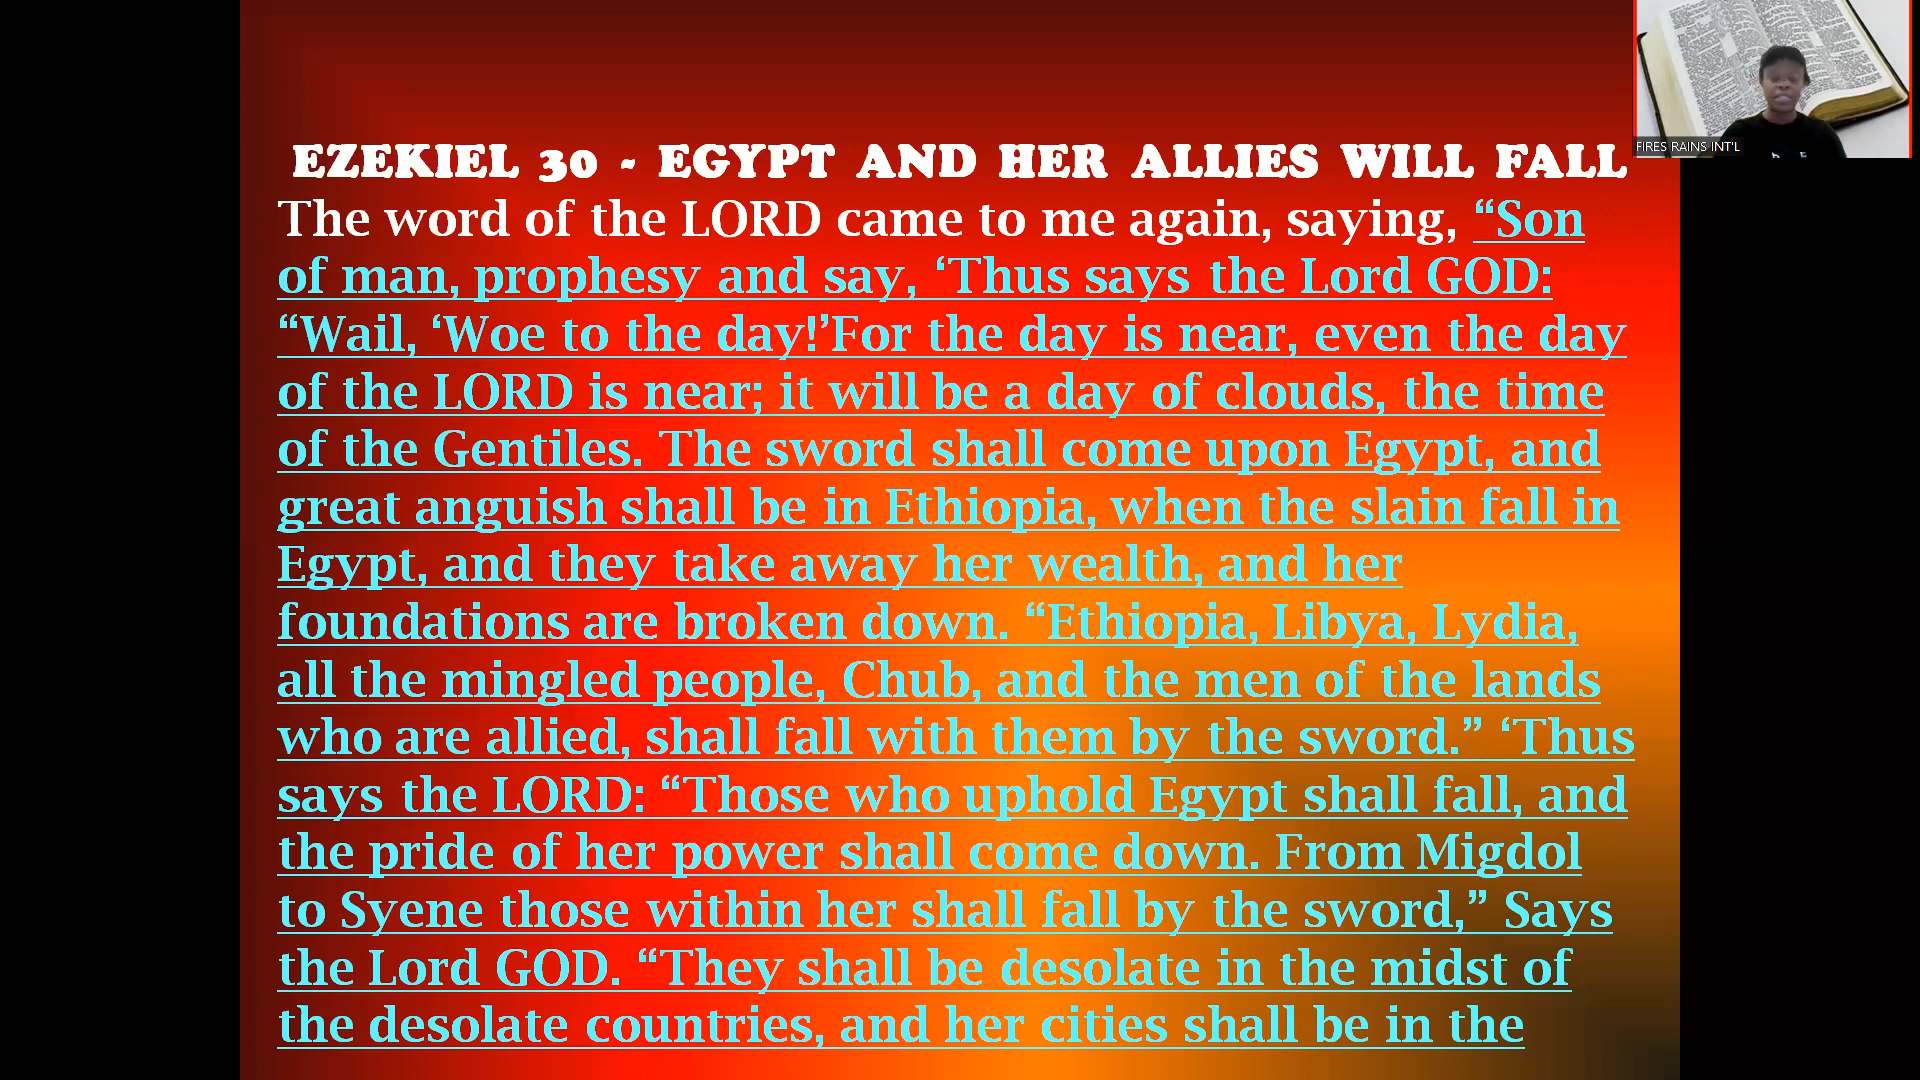 EZEKIEL 30 - EGYPT AND HER ALLIES WILL FALL
The word of the LORD came to me again, saying, “Son
of man, prophesy and say, ‘Thus says the Lord GOD:
“Wail, ‘Woe to the day!’For the day is near, even the day
of the LORD is near; it will be a day of clouds, the time
of the Gentiles. The sword shall come upon Egypt, and
great anguish shall be in Ethiopia, when the slain fall in
Egypt, and they take away her wealth, and her
foundations are broken down. “Ethiopia, Libya, Lydia,
all the mingled people, Chub, and the men of the lands
who are allied, shall fall with them by the sword.” ‘Thus
says the LORD: “Those who uphold Egypt shall fall, and
the pride of her power shall come down. From Migdol
to Syene those within her shall fall by the sword,” Says
the Lord GOD. “They shall be desolate in the midst of
the desolate countries, and her cities shall be in the
FIRES RAINS INT'L